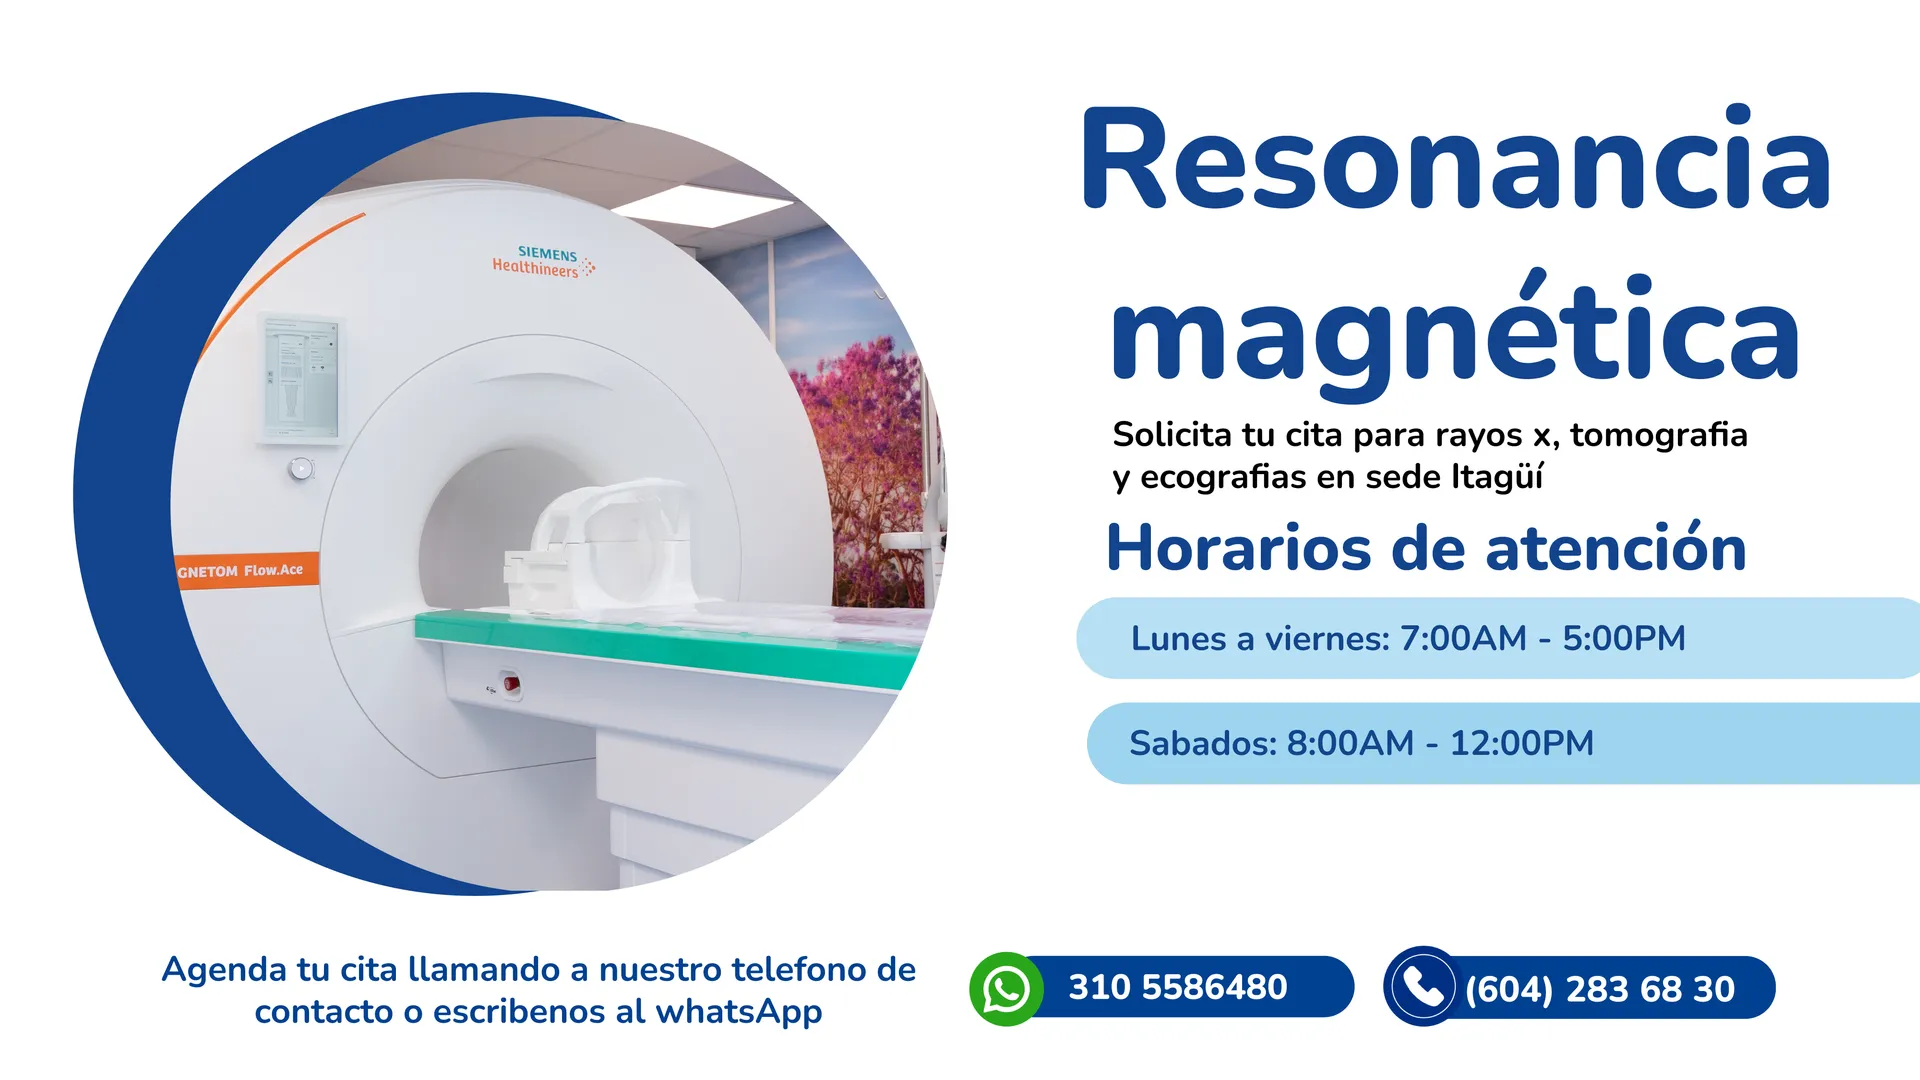 Resonancia
magnética
Solicita tu cita para rayos x, tomografia
y ecografias en sede Itagüí
Horarios de atención
Lunes a viernes: 7:00AM - 5:00PM
Sabados: 8:00AM - 12:00PM
SIEMENS
Healthineers
GNETOM Flow.Ace
Agenda tu cita llamando a nuestro telefono de
contacto o escribenos al whatsApp
310 5586480
(604) 283 68 30